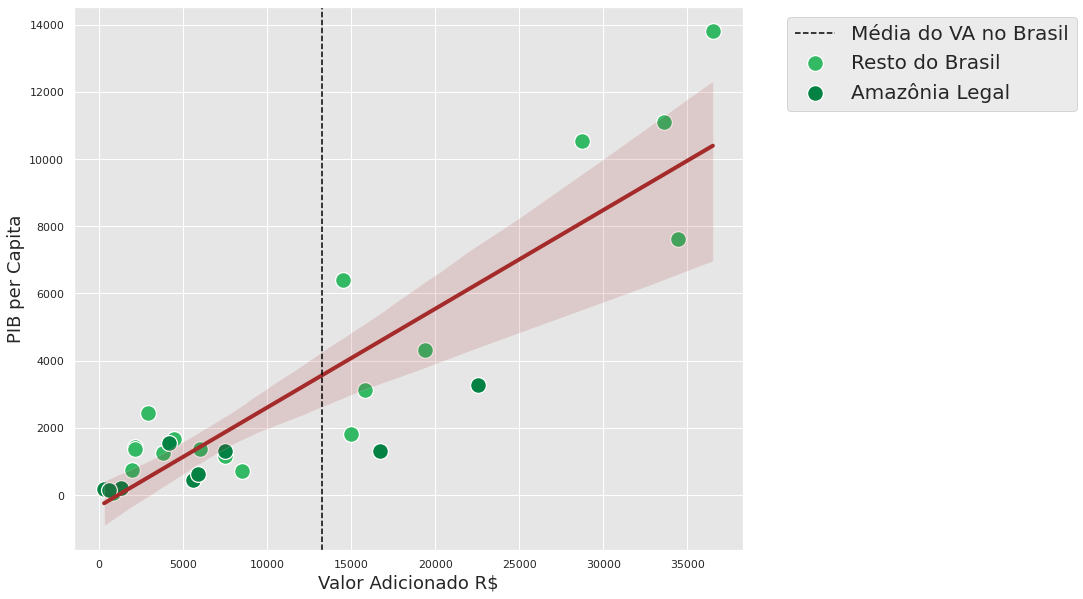 Média do VA no Brasil
Resto do Brasil
Amazônia Legal
PIB per Capita
14000
12000
10000
8000
6000
4000
2000
0
0 5000 10000 15000 20000 25000 30000 35000
Valor Adicionado R$